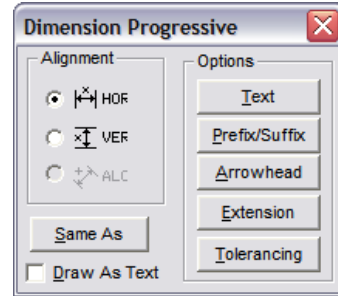 Dimension Progressive
Alignment
HOR
VER
ALC
Same As
Draw As Text
Options
Text
Prefix/Suffix
Arrowhead
Extension
Tolerancing